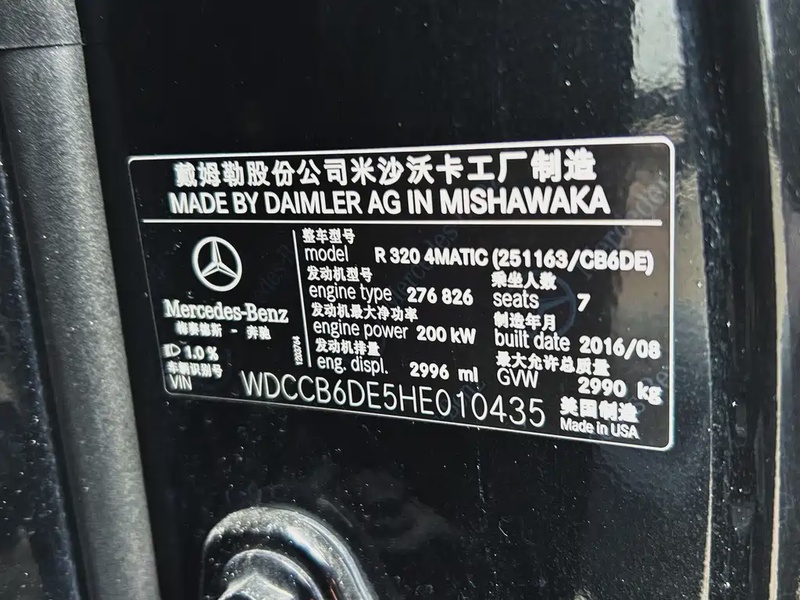 戴姆勒股份公司米沙沃卡工厂制造
MADE BY DAIMLER AG IN MISHAWAKA
整车型号
model R 320 4MATIC (251163/CB6DE)
发动机型号 乘坐人数
engine type 276 826 seats 7
发动机最大净功率 制造年月
engine power 200 kW built date 2016/08
发动机排量 最大允许总质量
eng. displ. 2996 ml GVW 2990 kg
Mercedes-Benz
梅赛德斯 - 奔驰
1.0 %
1203764
车辆识别号
VIN WDCCB6DE5HE010435
美国制造
Made in USA